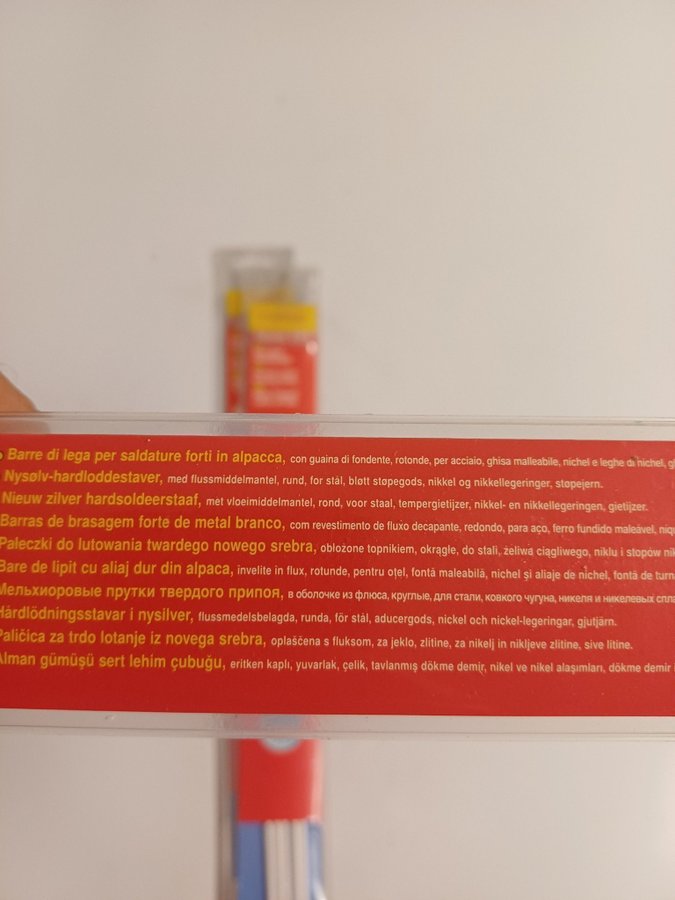 Barre di lega per saldature forti in alpacca, con guaina di fondente, rotonde, per acciaio, ghisa malleabile, nichel e leghe di nichel,
Nysølv-hardloddestaver, med flussmiddelmantel, rund, for stål, bløtt støpegods, nikkel og nikkellegeringer, støpejern.
Nieuw zilver hardsoldeerstaaf, met vloeimiddelmantel, rond, voor staal, tempergietijzer, nikkel- en nikkellegeringen, gietijzer.
Barras de brasagem forte de metal branco, com revestimento de fluxo decapante, redondo, para aço, ferro fundido maleável,
Pałeczki do lutowania twardego nowego srebra, obłożone topnikiem, okrągłe, do stali, żeliwa ciągliwego, niklu i stopów
Bare de lipit cu aliaj dur din alpaca, invelite in flux, rotunde, pentru oţel, fontă maleabilă, nichel şi aliaje de nichel, fontă de
Мельхиоровые прутки твердого припоя, в оболочке из флюса, круглые, для стали, ковкого чугуна, никеля и никелевых
Hårdlödningsstavar i nysilver, flussmedelsbelagda, runda, för stål, aducergods, nickel och nickel-legeringar, gjutjärn.
Paličica za trdo lotanje iz novega srebra, oplaščena s fluksom, za jeklo, zlitine, za nikelj in nikljeve zlitine, sive litine.
Alman gümüşü sert lehim çubuğu, eritken kaplı, yuvarlak, çelik, tavlanmış dökme demir, nikel ve nikel alaşımları, dökme demir